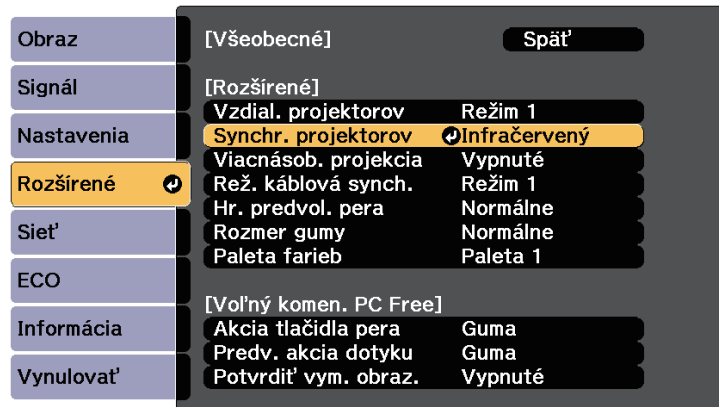 Obraz
Signál
Nastavenia
Rozšírené
Sieť
ECO
Informácia
Vynulovať
[Všeobecné] Späť
[Rozšírené]
Vzdial. projektorov Režim 1
Synchr. projektorov Infračervený
Viacnásob. projekcia Vypnuté
Rež. káblová synch. Režim 1
Hr. predvol. pera Normálne
Rozmer gumy Normálne
Paleta farieb Paleta 1
[Voľný komen. PC Free]
Akcia tlačidla pera Guma
Predv. akcia dotyku Guma
Potvrdiť vym. obraz. Vypnuté